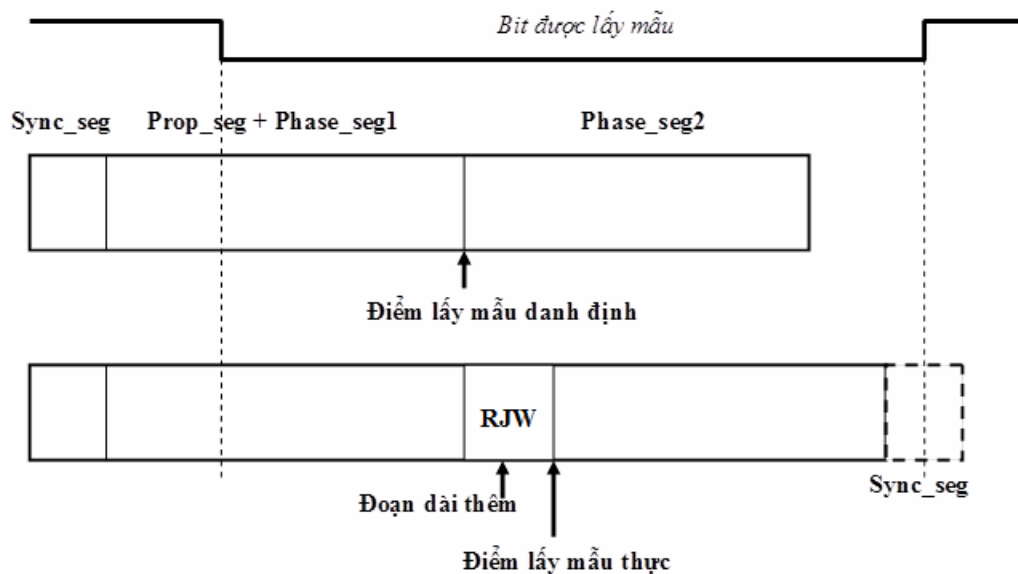 Bit được lấy mẫu
Sync_seg Prop_seg + Phase_seg1 Phase_seg2
Điểm lấy mẫu danh định
RJW
Sync_seg
Đoạn dài thêm
Điểm lấy mẫu thực